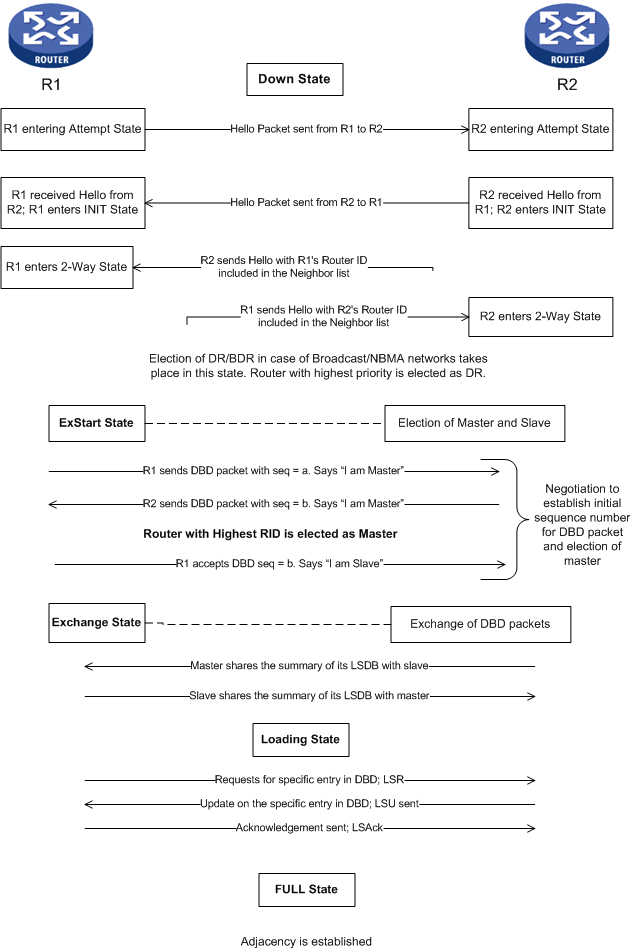 ROUTER
ROUTER
R1
R2
Down State
R1 entering Attempt State
Hello Packet sent from R1 to R2
R2 entering Attempt State
R1 received Hello from
R2; R1 enters INIT State
Hello Packet sent from R2 to R1
R2 received Hello from
R1; R2 enters INIT State
R1 enters 2-Way State
R2 sends Hello with R1's Router ID
included in the Neighbor list
R1 sends Hello with R2's Router ID
included in the Neighbor list
R2 enters 2-Way State
Election of DR/BDR in case of Broadcast/NBMA networks takes
place in this state. Router with highest priority is elected as DR.
ExStart State
Election of Master and Slave
R1 sends DBD packet with seq = a. Says “I am Master”
R2 sends DBD packet with seq = b. Says “I am Master”
Router with Highest RID is elected as Master
R1 accepts DBD seq = b. Says “I am Slave”
Negotiation to
establish initial
sequence number
for DBD packet
and election of
master
Exchange State
Exchange of DBD packets
Master shares the summary of its LSDB with slave
Slave shares the summary of its LSDB with master
Loading State
Requests for specific entry in DBD; LSR
Update on the specific entry in DBD; LSU sent
Acknowledgement sent; LSAck
FULL State
Adjacency is established